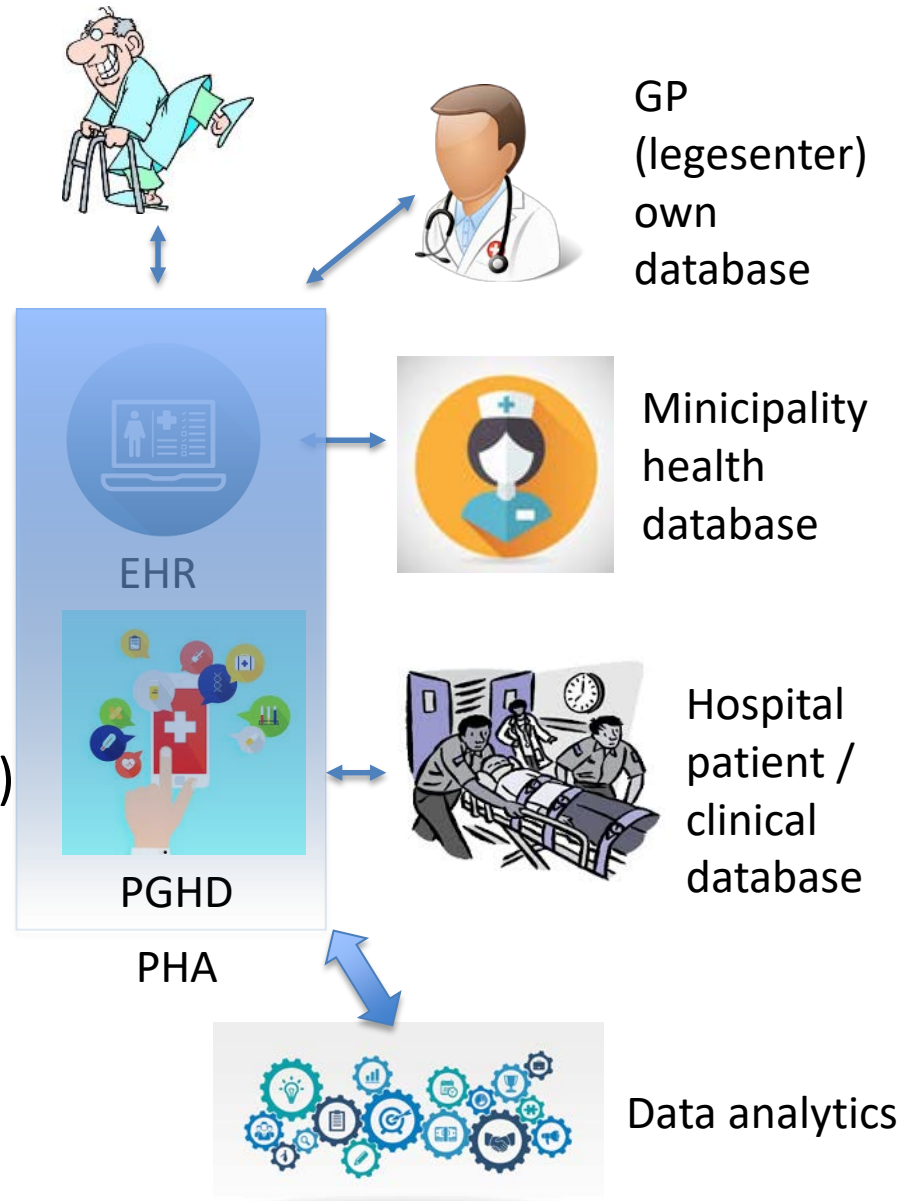 GP
(legesenter)
own
database
Minicipality
health
database
EHR
Hospital
patient /
clinical
database
)
PGHD
PHA
Data analytics